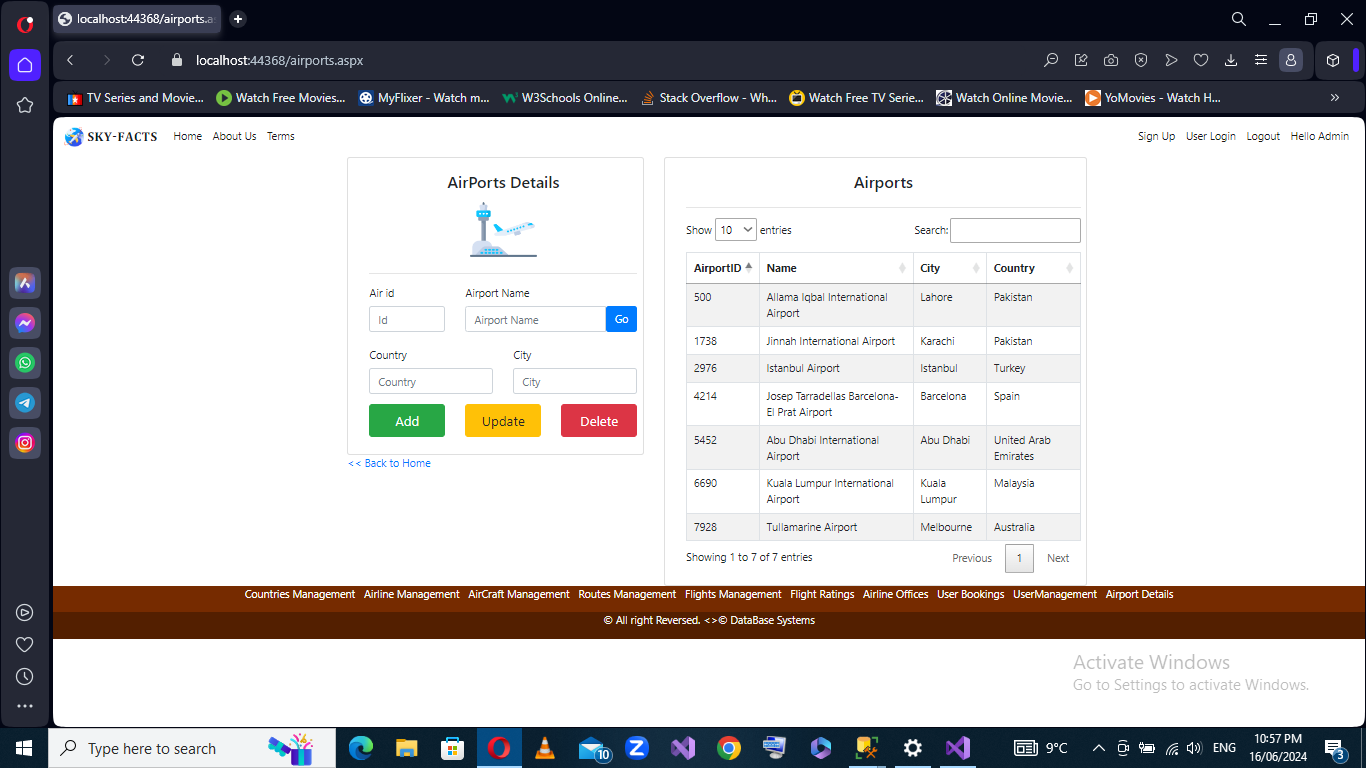 localhost:44368/airports.as
localhost:44368/airports.aspx
TV Series and Movie... Watch Free Movies... MyFlixer - Watch m... W3Schools Online... Stack Overflow - Wh... Watch Free TV Serie... Watch Online Movie... YoMovies - Watch H...
SKY-FACTS Home About Us Terms Sign Up User Login Logout Hello Admin
AirPorts Details
Air id Airport Name
Id Airport Name Go
Country City
Country City
Add Update Delete
<< Back to Home
Airports
Show 10 entries Search:
AirportID Name City Country
500 Allama Iqbal International Lahore Pakistan
Airport
1738 Jinnah International Airport Karachi Pakistan
2976 Istanbul Airport Istanbul Turkey
4214 Josep Tarradellas Barcelona- Barcelona Spain
El Prat Airport
5452 Abu Dhabi International Abu Dhabi United Arab
Airport Emirates
6690 Kuala Lumpur International Kuala Malaysia
Airport Lumpur
7928 Tullamarine Airport Melbourne Australia
Showing 1 to 7 of 7 entries Previous 1 Next
Countries Management Airline Management AirCraft Management Routes Management Flights Management Flight Ratings Airline Offices User Bookings UserManagement Airport Details
© All right Reversed. <>© DataBase Systems
Activate Windows
Go to Settings to activate Windows.
Type here to search 10 9°C ENG 10:57 PM
16/06/2024 3